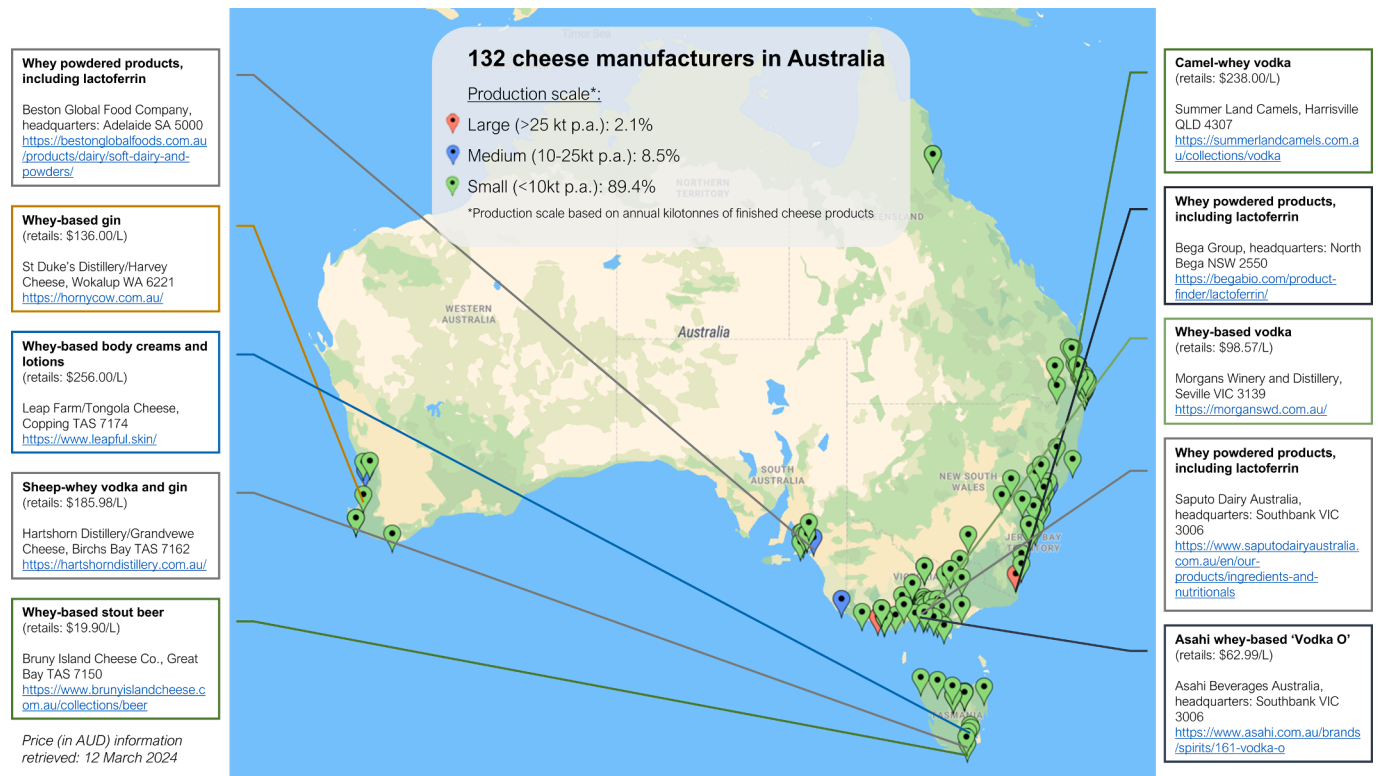 132 cheese manufacturers in Australia
Production scale*:
Large (>25 kt p.a.): 2.1%
Medium (10-25kt p.a.): 8.5%
Small (<10kt p.a.): 89.4%
*Production scale based on annual kilotonnes of finished cheese products
Whey powdered products,
including lactoferrin
Beston Global Food Company,
headquarters: Adelaide SA 5000
https://bestonglobalfoods.com.au
/products/dairy/soft-dairy-and-
powders/
Whey-based gin
(retails: $136.00/L)
St Duke’s Distillery/Harvey
Cheese, Wokalup WA 6221
https://hornycow.com.au/
Whey-based body creams and
lotions
(retails: $256.00/L)
Leap Farm/Tongola Cheese,
Copping TAS 7174
https://www.leapful.skin/
Sheep-whey vodka and gin
(retails: $185.98/L)
Hartshorn Distillery/Grandvewe
Cheese, Birchs Bay TAS 7162
https://hartshorndistillery.com.au/
Whey-based stout beer
(retails: $19.90/L)
Bruny Island Cheese Co., Great
Bay TAS 7150
https://www.brunyislandcheese.c
om.au/collections/beer
Price (in AUD) information
retrieved: 12 March 2024
Timor Sea
NORTHERN
TERRITORY
WESTERN
AUSTRALIA
Australia
SOUTH
AUSTRALIA
NEW SOUTH
WALES
TASMANIA
Camel-whey vodka
(retails: $238.00/L)
Summer Land Camels, Harrisville
QLD 4307
https://summerlandcamels.com.a
u/collections/vodka
Whey powdered products,
including lactoferrin
Bega Group, headquarters: North
Bega NSW 2550
https://begabio.com/product-
finder/lactoferrin/
Whey-based vodka
(retails: $98.57/L)
Morgans Winery and Distillery,
Seville VIC 3139
https://morganswd.com.au/
Whey powdered products,
including lactoferrin
Saputo Dairy Australia,
headquarters: Southbank VIC
3006
https://www.saputodairyaustralia.
com.au/en/our-
products/ingredients-and-
nutritionals
Asahi whey-based ‘Vodka O’
(retails: $62.99/L)
Asahi Beverages Australia,
headquarters: Southbank VIC
3006
https://www.asahi.com.au/brands
/spirits/161-vodka-o